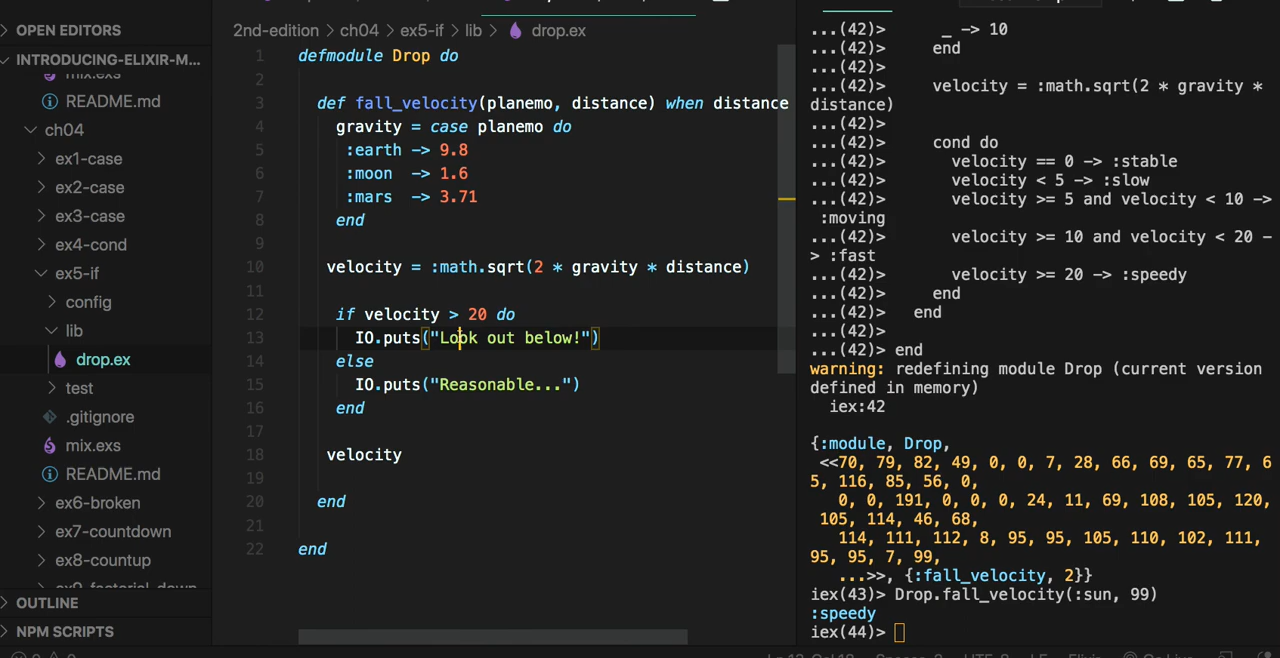 OPEN EDITORS
INTRODUCING-ELIXIR-M...
mix.exs
README.md
ch04
ex1-case
ex2-case
ex3-case
ex4-cond
ex5-if
config
lib
drop.ex
test
.gitignore
mix.exs
README.md
ex6-broken
ex7-countdown
ex8-countup
ex9-factorial-down
OUTLINE
NPM SCRIPTS
2nd-edition > ch04 > ex5-if > lib > drop.ex
1 defmodule Drop do
2
3 def fall_velocity(planemo, distance) when distance
4 gravity = case planemo do
5 :earth -> 9.8
6 :moon -> 1.6
7 :mars -> 3.71
8 end
9
10 velocity = :math.sqrt(2 * gravity * distance)
11
12 if velocity > 20 do
13 IO.puts("Look out below!")
14 else
15 IO.puts("Reasonable...")
16 end
17
18 velocity
19
20 end
21
22 end
...(42)> _ -> 10
...(42)> end
...(42)>
...(42)> velocity = :math.sqrt(2 * gravity *
distance)
...(42)>
...(42)> cond do
...(42)> velocity == 0 -> :stable
...(42)> velocity < 5 -> :slow
...(42)> velocity >= 5 and velocity < 10 ->
:moving
...(42)> velocity >= 10 and velocity < 20 -
> :fast
...(42)> velocity >= 20 -> :speedy
...(42)> end
...(42)> end
...(42)>
...(42)> end
warning: redefining module Drop (current version
defined in memory)
iex:42
{:module, Drop,
<<70, 79, 82, 49, 0, 0, 7, 28, 66, 69, 65, 77, 6
5, 116, 85, 56, 0,
0, 0, 191, 0, 0, 0, 24, 11, 69, 108, 105, 120,
105, 114, 46, 68,
114, 111, 112, 8, 95, 95, 105, 110, 102, 111,
95, 95, 7, 99,
...>>, {:fall_velocity, 2}}
iex(43)> Drop.fall_velocity(:sun, 99)
:speedy
iex(44)>